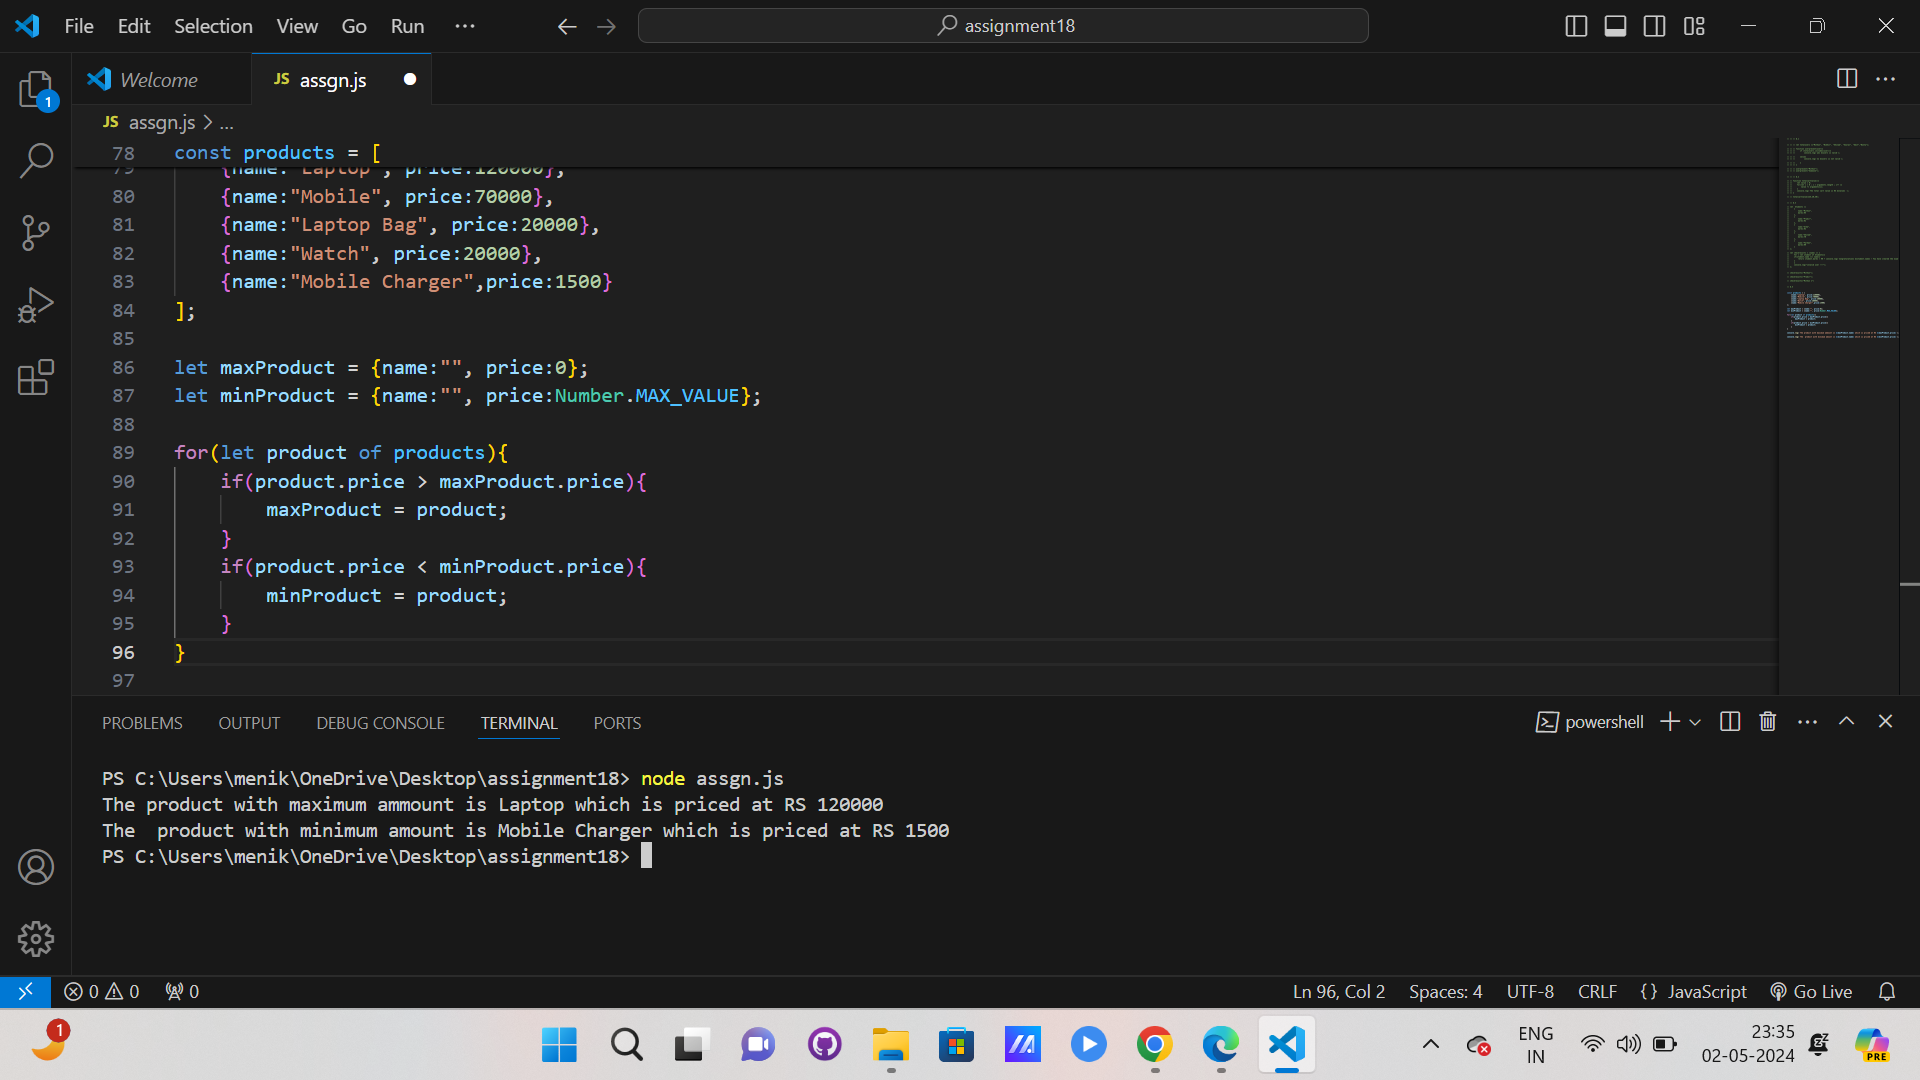 File Edit Selection View Go Run ···
assignment18
Welcome
JS assgn.js
1
JS assgn.js > ...
78 const products = [
79 {name:"Laptop", price:120000},
80 {name:"Mobile", price:70000},
81 {name:"Laptop Bag", price:20000},
82 {name:"Watch", price:20000},
83 {name:"Mobile Charger",price:1500}
84 ];
85
86 let maxProduct = {name:"", price:0};
87 let minProduct = {name:"", price:Number.MAX_VALUE};
88
89 for(let product of products){
90 if(product.price > maxProduct.price){
91 maxProduct = product;
92 }
93 if(product.price < minProduct.price){
94 minProduct = product;
95 }
96 }
97
PROBLEMS OUTPUT DEBUG CONSOLE TERMINAL PORTS
powershell
PS C:\Users\menik\OneDrive\Desktop\assignment18> node assgn.js
The product with maximum ammount is Laptop which is priced at RS 120000
The  product with minimum amount is Mobile Charger which is priced at RS 1500
PS C:\Users\menik\OneDrive\Desktop\assignment18>
0 0 0
Ln 96, Col 2 Spaces: 4 UTF-8 CRLF {} JavaScript Go Live
1
ENG
IN
23:35
02-05-2024
PRE